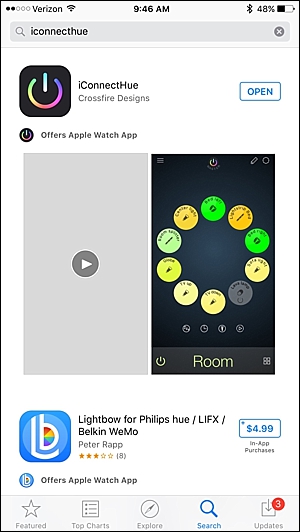 Verizon 9:46 AM 48%
iconnecthue
iConnectHue
Crossfire Designs
OPEN
Offers Apple Watch App
Room
Lightbow for Philips hue / LIFX /
Belkin WeMo
Peter Rapp
(8)
+ $4.99
In-App
Purchases
Offers Apple Watch App
3
Featured Top Charts Explore Search Updates